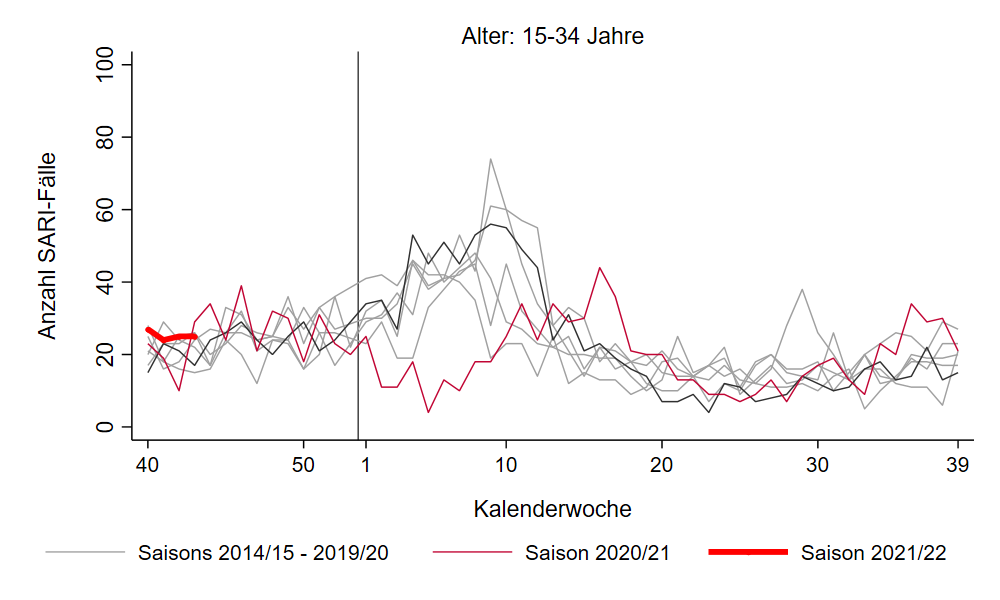 Alter: 15-34 Jahre
Anzahl SARI-Fälle
100
80
60
40
20
0
40 50 1 10 20 30 39
Kalenderwoche
Saisons 2014/15 - 2019/20 Saison 2020/21 Saison 2021/22